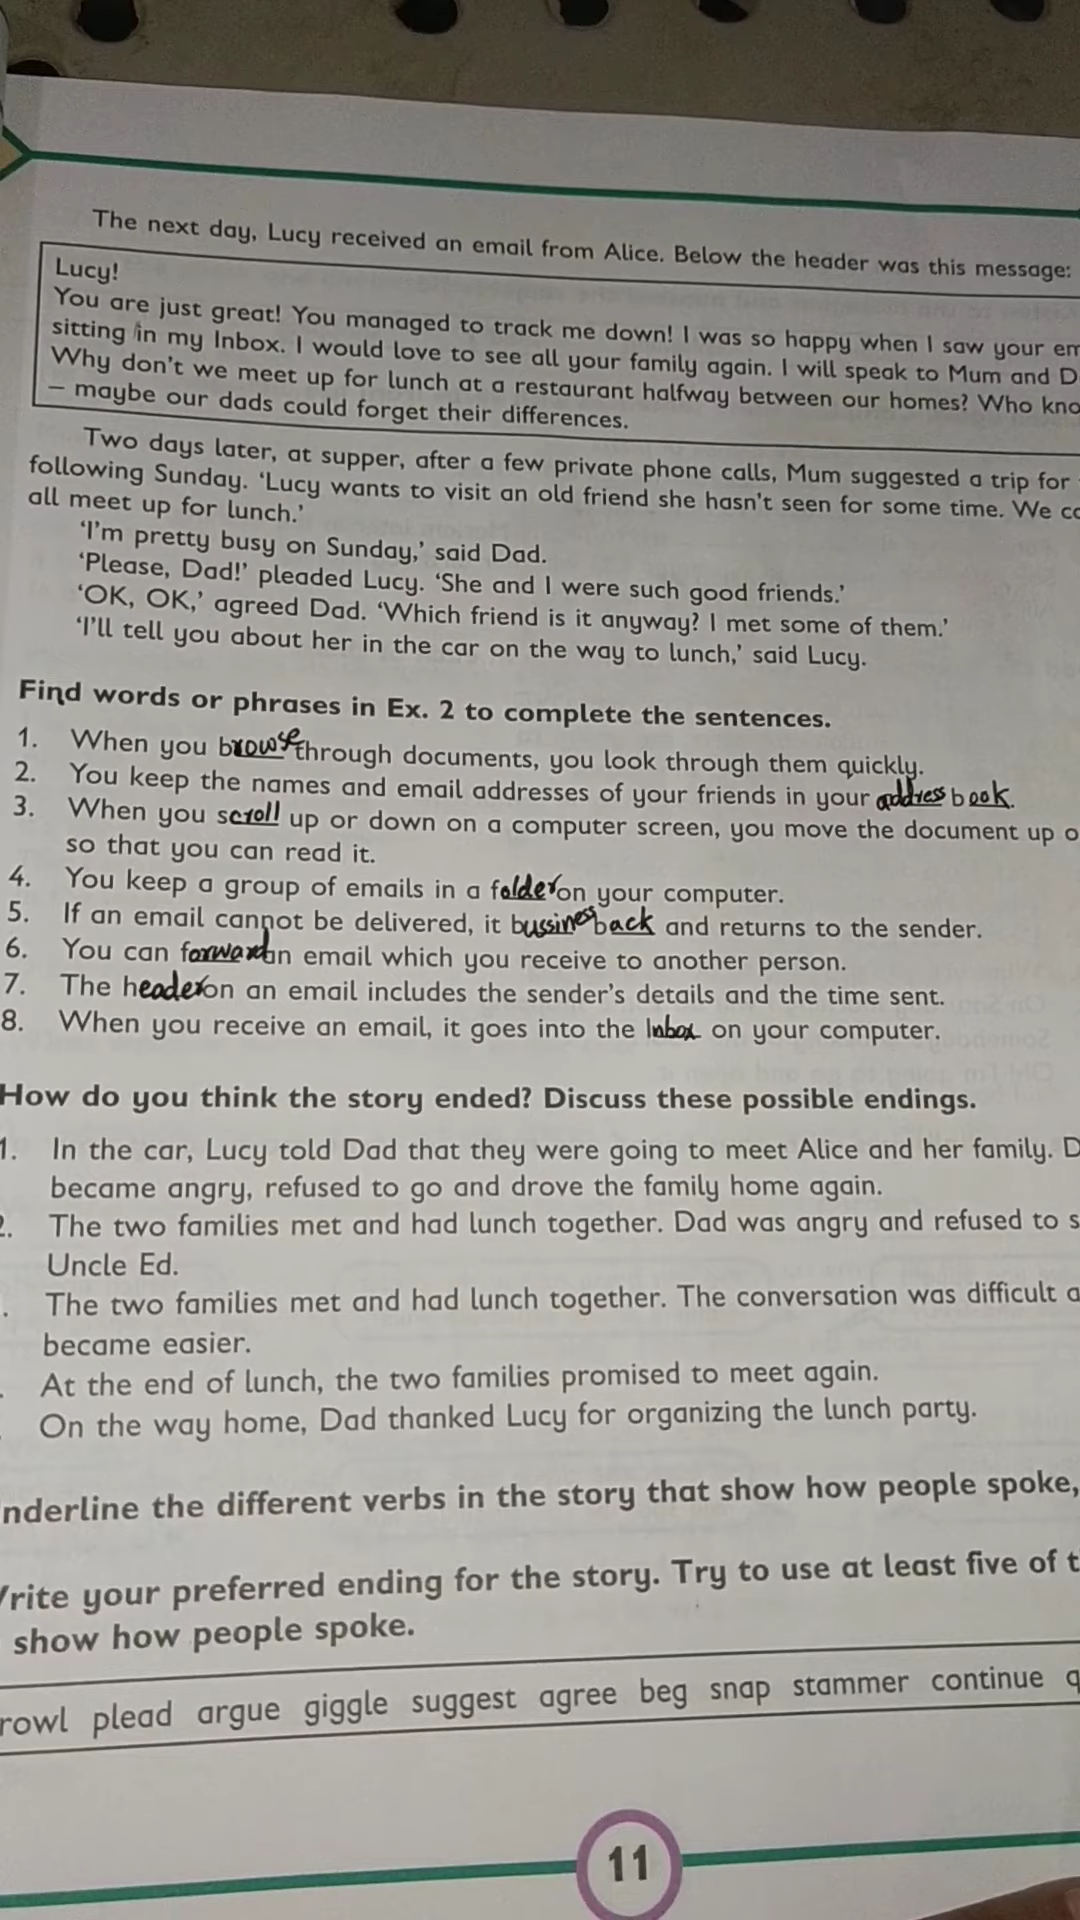 The next day, Lucy received an email from Alice. Below the header was this message:
Lucy!
You are just great! You managed to track me down! I was so happy when I saw your em
sitting in my Inbox. I would love to see all your family again. I will speak to Mum and D
Why don't we meet up for lunch at a restaurant halfway between our homes? Who kno
– maybe our dads could forget their differences.
Two days later, at supper, after a few private phone calls, Mum suggested a trip for
following Sunday. 'Lucy wants to visit an old friend she hasn't seen for some time. We co
all meet up for lunch.'
'I'm pretty busy on Sunday,' said Dad.
'Please, Dad!' pleaded Lucy. 'She and I were such good friends.'
'OK, OK,' agreed Dad. 'Which friend is it anyway? I met some of them.'
'I'll tell you about her in the car on the way to lunch,' said Lucy.
Find words or phrases in Ex. 2 to complete the sentences.
1. When you browse through documents, you look through them quickly.
2. You keep the names and email addresses of your friends in your address book.
3. When you scroll up or down on a computer screen, you move the document up o
so that you can read it.
4. You keep a group of emails in a folder on your computer.
5. If an email cannot be delivered, it bussiness back and returns to the sender.
6. You can forward an email which you receive to another person.
7. The header on an email includes the sender's details and the time sent.
8. When you receive an email, it goes into the Inbox on your computer.
How do you think the story ended? Discuss these possible endings.
1. In the car, Lucy told Dad that they were going to meet Alice and her family. D
became angry, refused to go and drove the family home again.
2. The two families met and had lunch together. Dad was angry and refused to s
Uncle Ed.
. The two families met and had lunch together. The conversation was difficult a
became easier.
At the end of lunch, the two families promised to meet again.
On the way home, Dad thanked Lucy for organizing the lunch party.
nderline the different verbs in the story that show how people spoke,
rite your preferred ending for the story. Try to use at least five of t
show how people spoke.
rowl plead argue giggle suggest agree beg snap stammer continue q
11